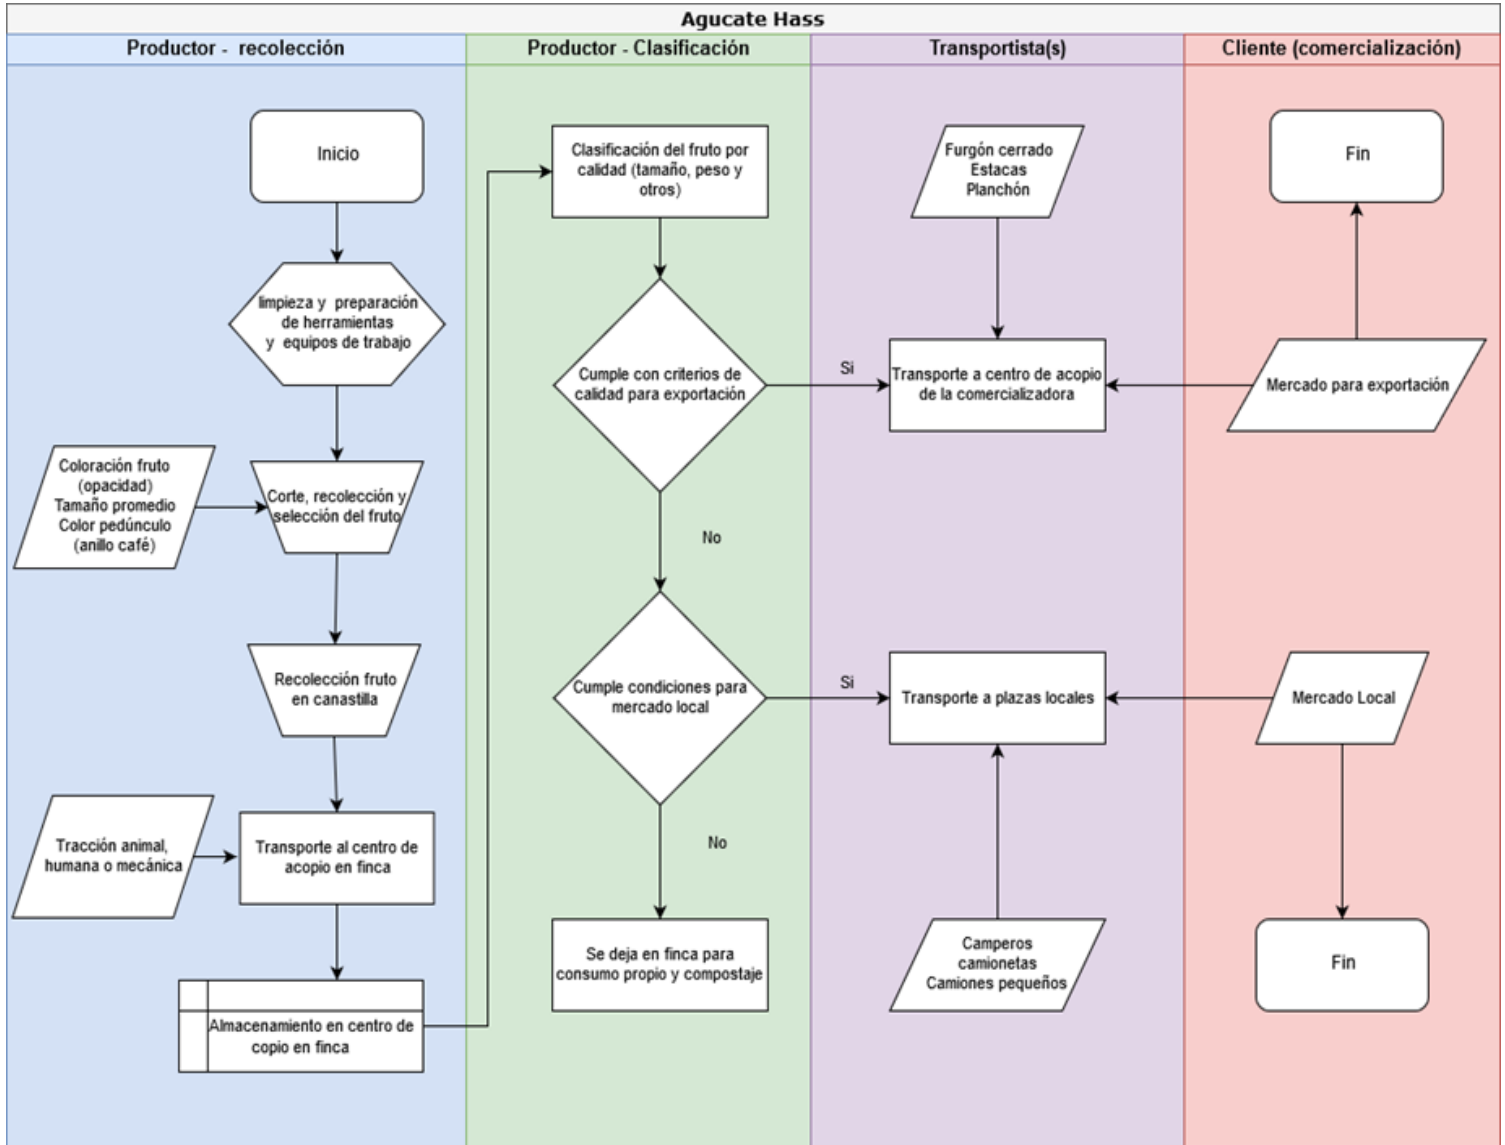 Agucate Hass
Productor - recolección
Productor - Clasificación
Transportista(s)
Cliente (comercialización)
Inicio
limpieza y preparación
de herramientas
y equipos de trabajo
Coloración fruto
(opacidad)
Tamaño promedio
Color pedúnculo
(anillo café)
Corte, recolección y
selección del fruto
Recolección fruto
en canastilla
Tracción animal,
humana o mecánica
Transporte al centro de
acopio en finca
Almacenamiento en centro de
copio en finca
Clasificación del fruto por
calidad (tamaño, peso y
otros)
Cumple con criterios de
calidad para exportación
Si
No
Cumple condiciones para
mercado local
Si
No
Se deja en finca para
consumo propio y compostaje
Furgón cerrado
Estacas
Planchón
Transporte a centro de acopio
de la comercializadora
Transporte a plazas locales
Camperos
camionetas
Camiones pequeños
Fin
Mercado para exportación
Mercado Local
Fin